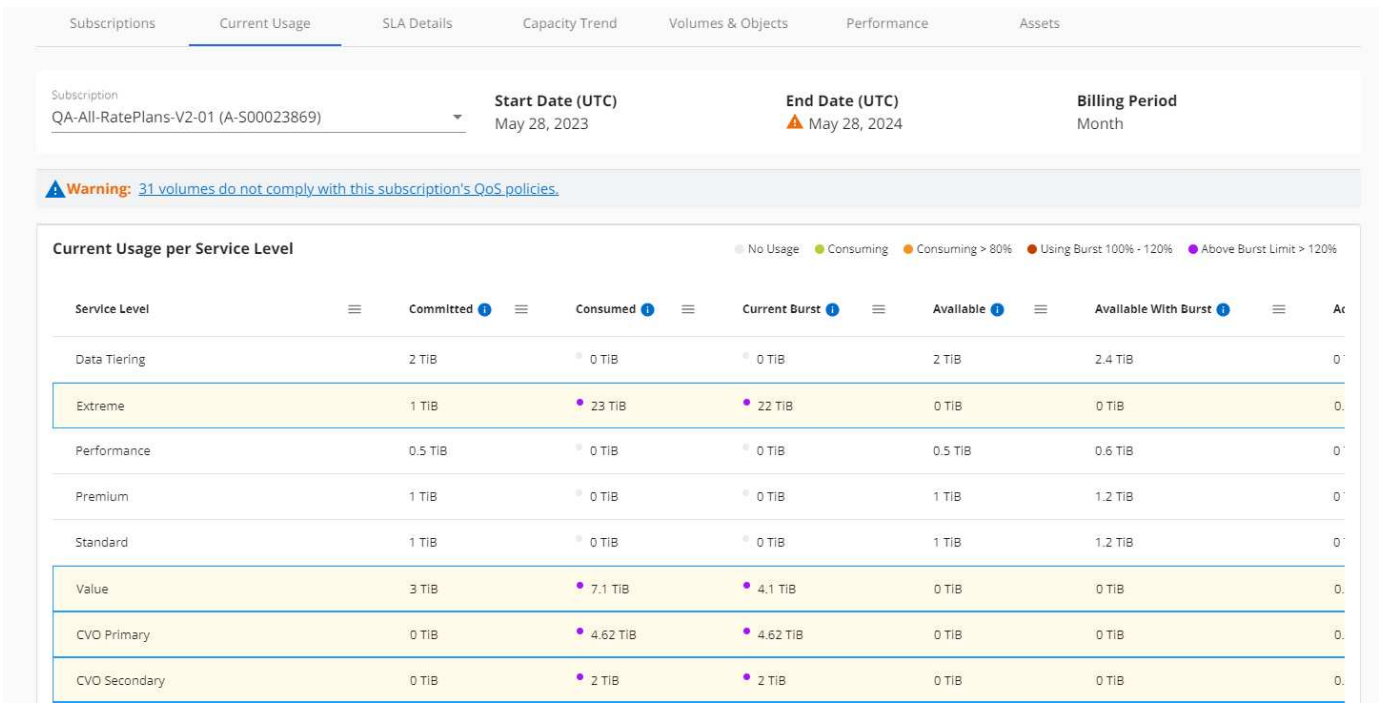 Subscriptions Current Usage SLA Details Capacity Trend Volumes & Objects Performance Assets
Subscription
QA-All-RatePlans-V2-01 (A-S00023869)
Start Date (UTC)
May 28, 2023
End Date (UTC)
May 28, 2024
Billing Period
Month
Warning: 31 volumes do not comply with this subscription's QoS policies.
Current Usage per Service Level
No Usage Consuming Consuming > 80% Using Burst 100% - 120% Above Burst Limit > 120%
Service Level Committed Consumed Current Burst Available Available With Burst
Data Tiering 2 TiB 0 TiB 0 TiB 2 TiB 2.4 TiB 0
Extreme 1 TiB 23 TiB 22 TiB 0 TiB 0 TiB 0.
Performance 0.5 TiB 0 TiB 0 TiB 0.5 TiB 0.6 TiB 0
Premium 1 TiB 0 TiB 0 TiB 1 TiB 1.2 TiB 0
Standard 1 TiB 0 TiB 0 TiB 1 TiB 1.2 TiB 0
Value 3 TiB 7.1 TiB 4.1 TiB 0 TiB 0 TiB 0.
CVO Primary 0 TiB 4.62 TiB 4.62 TiB 0 TiB 0 TiB 0.
CVO Secondary 0 TiB 2 TiB 2 TiB 0 TiB 0 TiB 0.